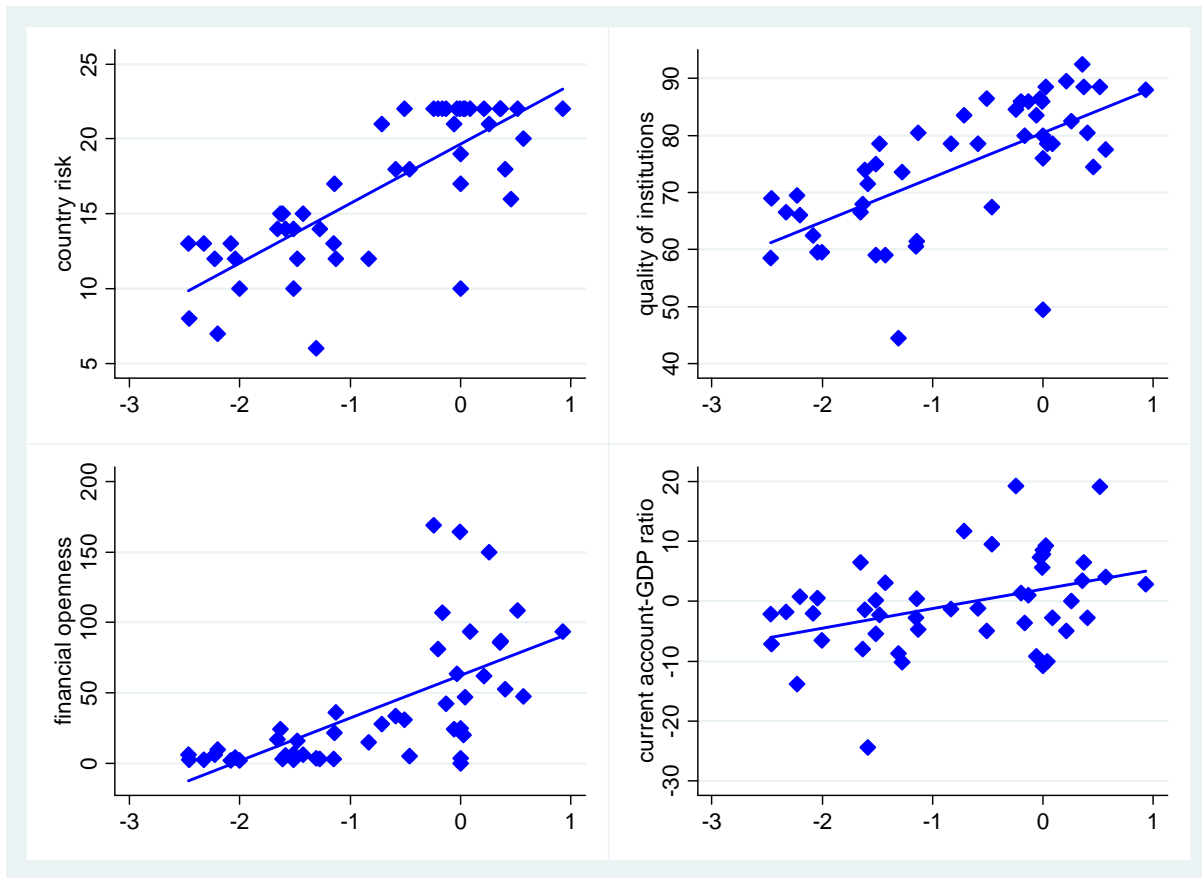 country risk
25
20
15
10
5
-3 -2 -1 0 1
quality of institutions
90
80
70
60
50
40
-3 -2 -1 0 1
financial openness
200
150
100
50
0
-3 -2 -1 0 1
current account-GDP ratio
20
10
0
-10
-20
-30
-3 -2 -1 0 1